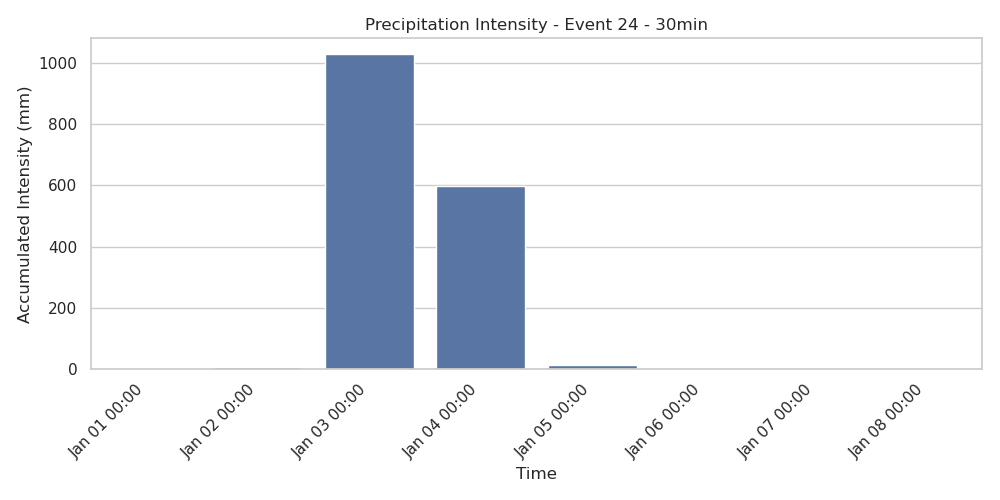 Precipitation Intensity - Event 24 - 30min
Accumulated Intensity (mm)
1000
800
600
400
200
0
Jan 01 00:00
Jan 02 00:00
Jan 03 00:00
Jan 04 00:00
Jan 05 00:00
Jan 06 00:00
Jan 07 00:00
Jan 08 00:00
Time